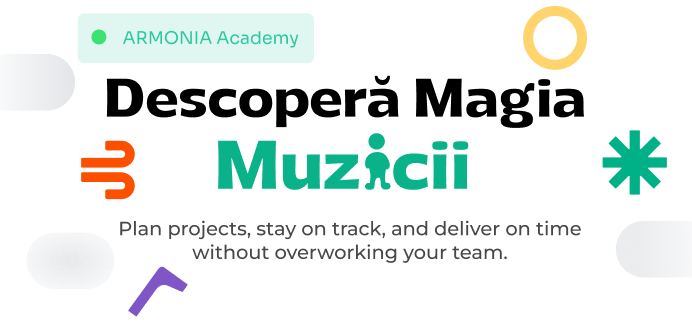 ARMONIA Academy
Descoperă Magia
Muzicii
Plan projects, stay on track, and deliver on time
without overworking your team.